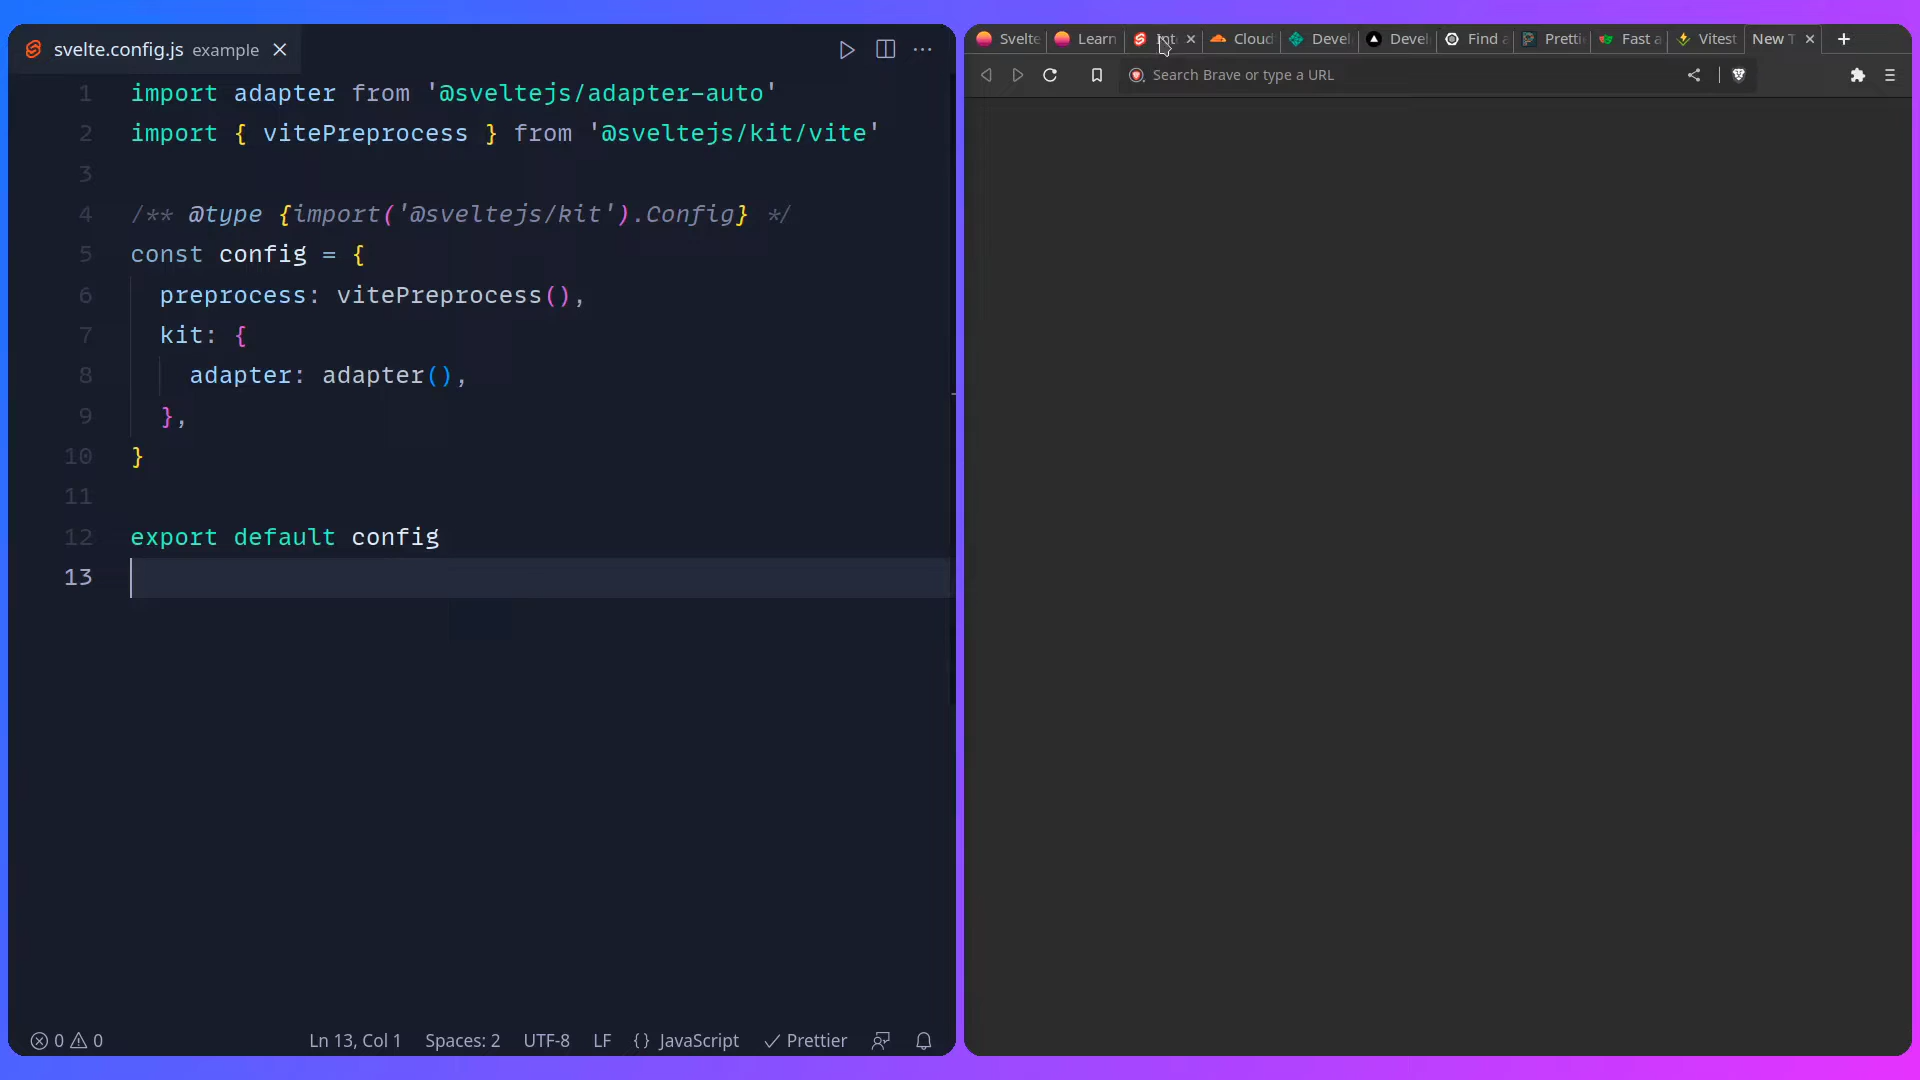 svelte.config.js example
1 import adapter from '@sveltejs/adapter-auto'
2 import { vitePreprocess } from '@sveltejs/kit/vite'
3
4 /** @type {import('@sveltejs/kit').Config} */
5 const config = {
6 preprocess: vitePreprocess(),
7 kit: {
8 adapter: adapter(),
9 },
10 }
11
12 export default config
13
0 0 Ln 13, Col 1 Spaces: 2 UTF-8 LF {} JavaScript Prettier
Svelte Learn Int Cloud Devel Devel Find a Pretti Fast a Vitest New T
Search Brave or type a URL